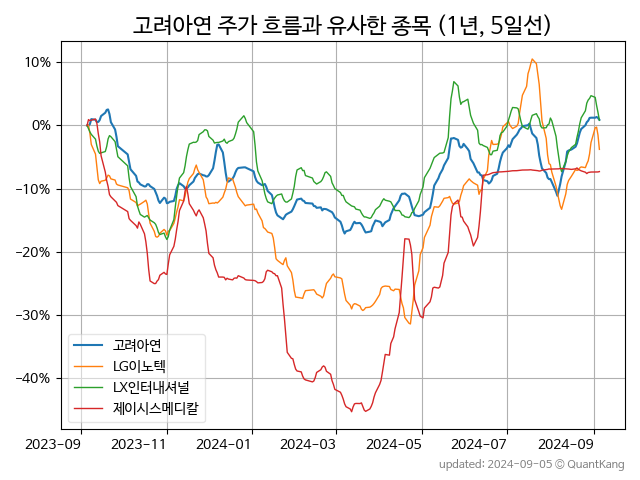 고려아연 주가 흐름과 유사한 종목 (1년, 5일선)
10%
0%
−10%
−20%
−30%
−40%
고려아연
LG이노텍
LX인터내셔널
제이시스메디칼
2023-09 2023-11 2024-01 2024-03 2024-05 2024-07 2024-09
updated: 2024-09-05 © QuantKang